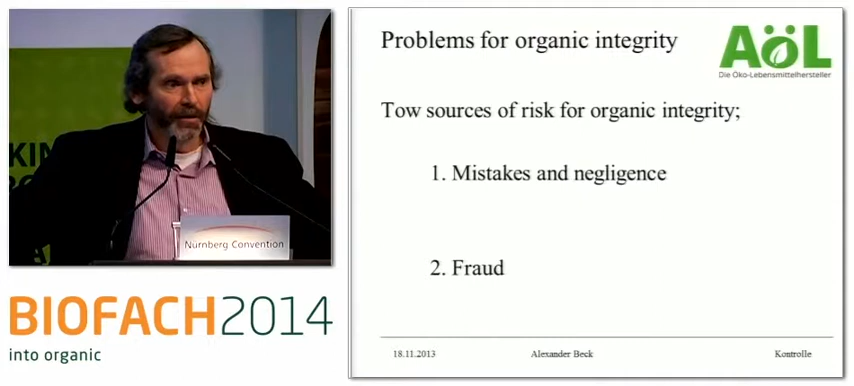 Nürnberg Convention
BIOFACH2014
into organic
Problems for organic integrity
AöL
Die Öko-Lebensmittelhersteller
Tow sources of risk for organic integrity;
1. Mistakes and negligence
2. Fraud
18.11.2013
Alexander Beck
Kontrolle